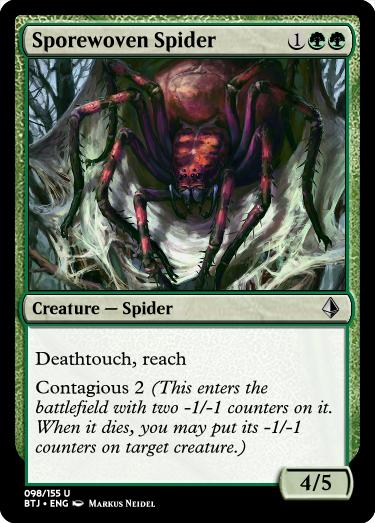 Sporewoven Spider 1
Creature — Spider
Deathtouch, reach
Contagious 2 (This enters the
battlefield with two -1/-1 counters on it.
When it dies, you may put its -1/-1
counters on target creature.)
4/5
098/155 U
BTJ • ENG Markus Neidel